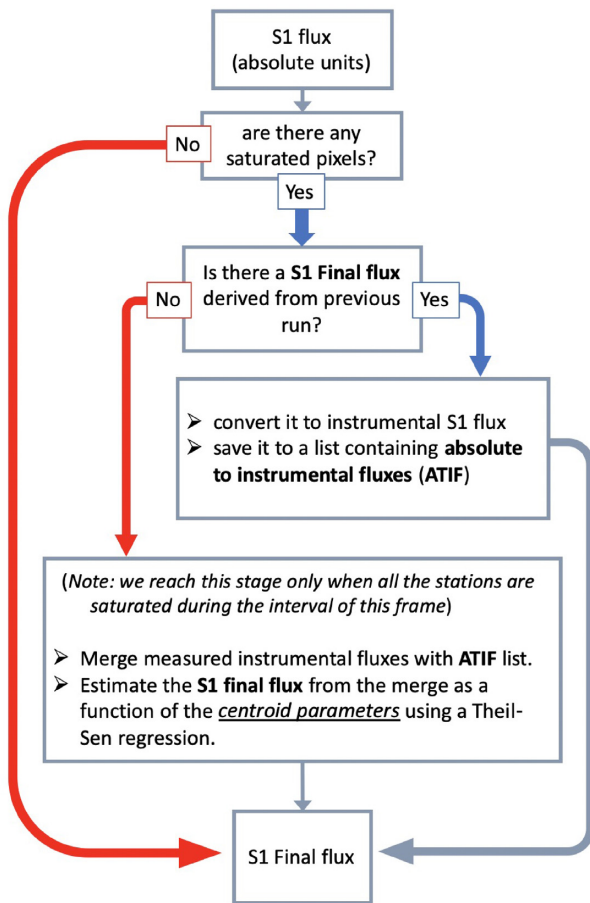 S1 flux
(absolute units)
are there any
saturated pixels?
No
Yes
Is there a S1 Final flux
derived from previous
run?
No
Yes
➢ convert it to instrumental S1 flux
➢ save it to a list containing absolute
to instrumental fluxes (ATIF)
(Note: we reach this stage only when all the stations are
saturated during the interval of this frame)
➢ Merge measured instrumental fluxes with ATIF list.
➢ Estimate the S1 final flux from the merge as a
function of the centroid parameters using a Theil-
Sen regression.
S1 Final flux